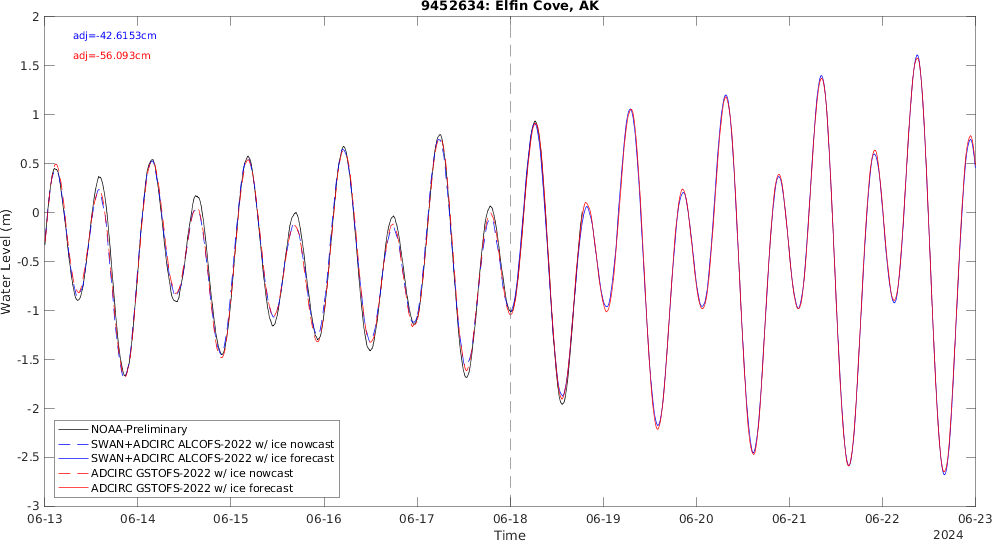 9452634: Elfin Cove, AK
adj=-42.6153cm
adj=-56.093cm
Water Level (m)
2
1.5
1
0.5
0
-0.5
-1
-1.5
-2
-2.5
-3
NOAA-Preliminary
SWAN+ADCIRC ALCOFS-2022 w/ ice nowcast
SWAN+ADCIRC ALCOFS-2022 w/ ice forecast
ADCIRC GSTOFS-2022 w/ ice nowcast
ADCIRC GSTOFS-2022 w/ ice forecast
06-13 06-14 06-15 06-16 06-17 06-18 06-19 06-20 06-21 06-22 06-23
Time
2024